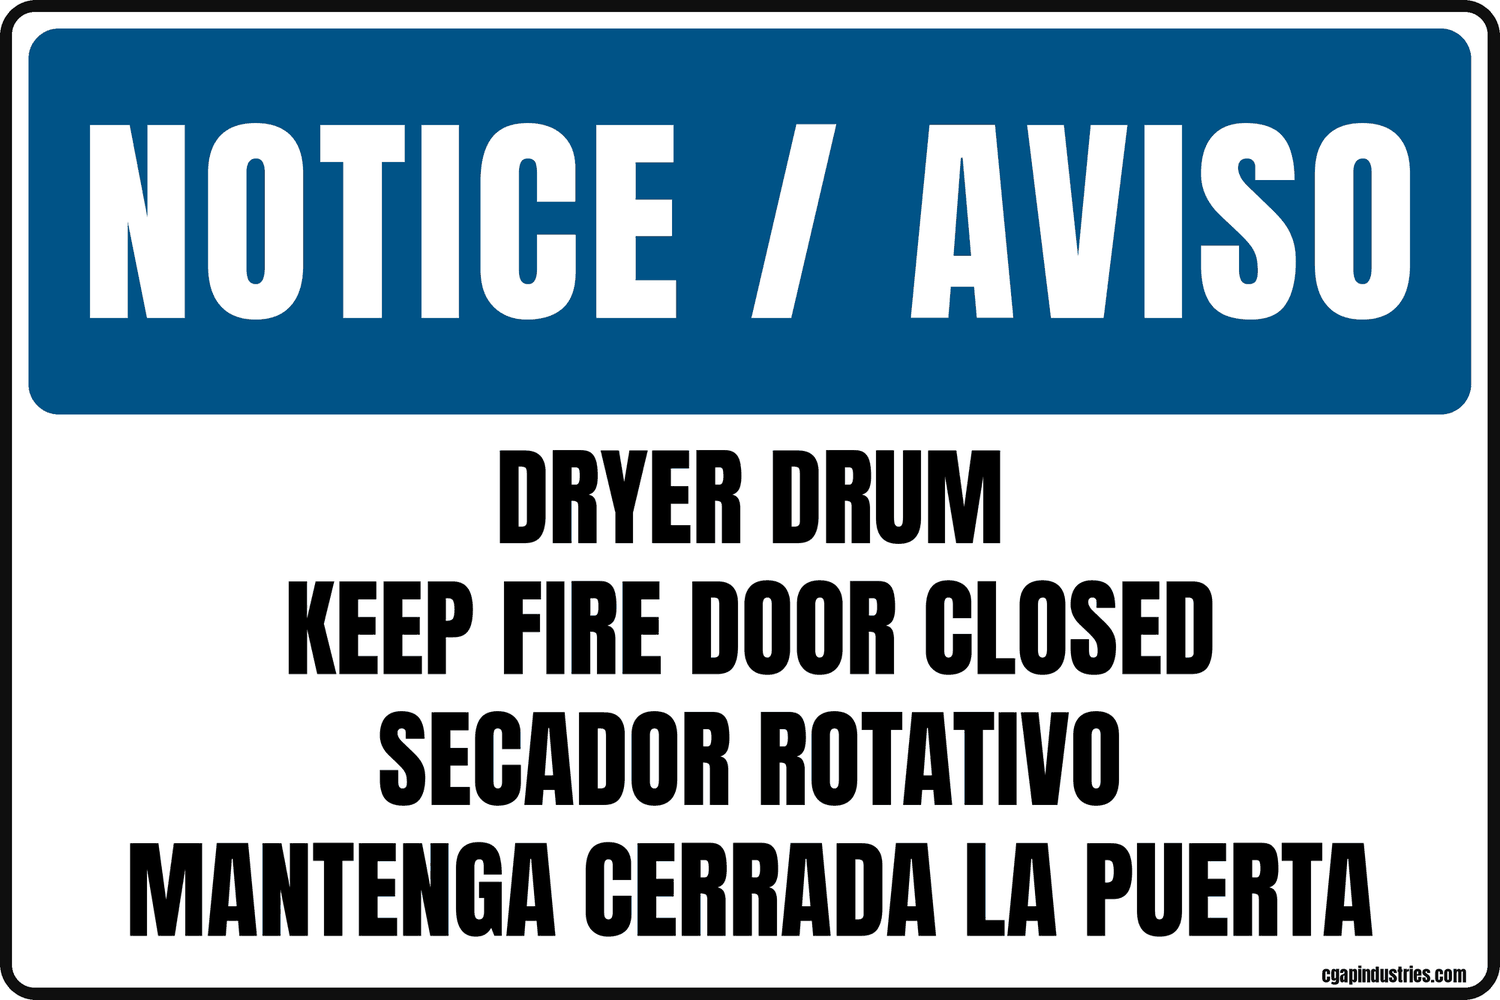 NOTICE / AVISO
DRYER DRUM
KEEP FIRE DOOR CLOSED
SECADOR ROTATIVO
MANTENGA CERRADA LA PUERTA
cgapindustries.com